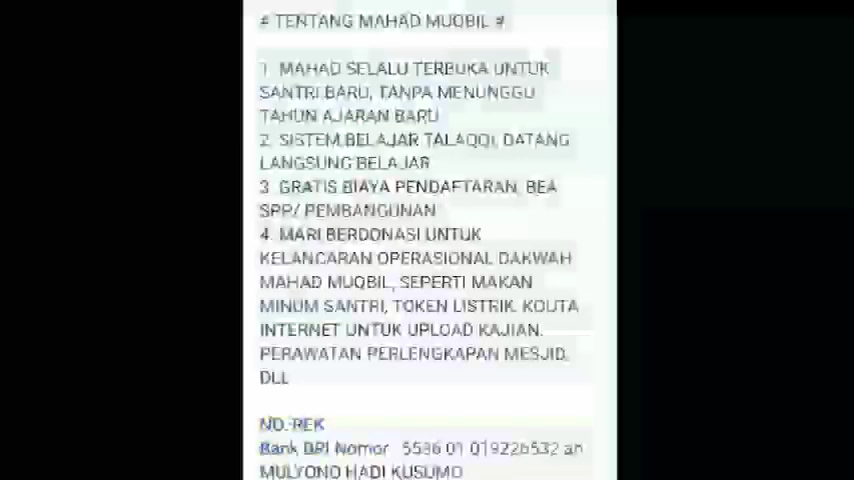 # TENTANG MAHAD MUQBIL #
1. MAHAD SELALU TERBUKA UNTUK
SANTRI BARU, TANPA MENUNGGU
TAHUN AJARAN BARU
2. SISTEM BELAJAR TALAQQI, DATANG
LANGSUNG BELAJAR
3. GRATIS BIAYA PENDAFTARAN, BEA
SPP/ PEMBANGUNAN
4. MARI BERDONASI UNTUK
KELANCARAN OPERASIONAL DAKWAH
MAHAD MUQBIL, SEPERTI MAKAN
MINUM SANTRI, TOKEN LISTRIK, KOUTA
INTERNET UNTUK UPLOAD KAJIAN,
PERAWATAN PERLENGKAPAN MESJID,
DLL
NO. REK
Bank BRI Nomor 5536 01 an
MULYONO HADI KUSUMO